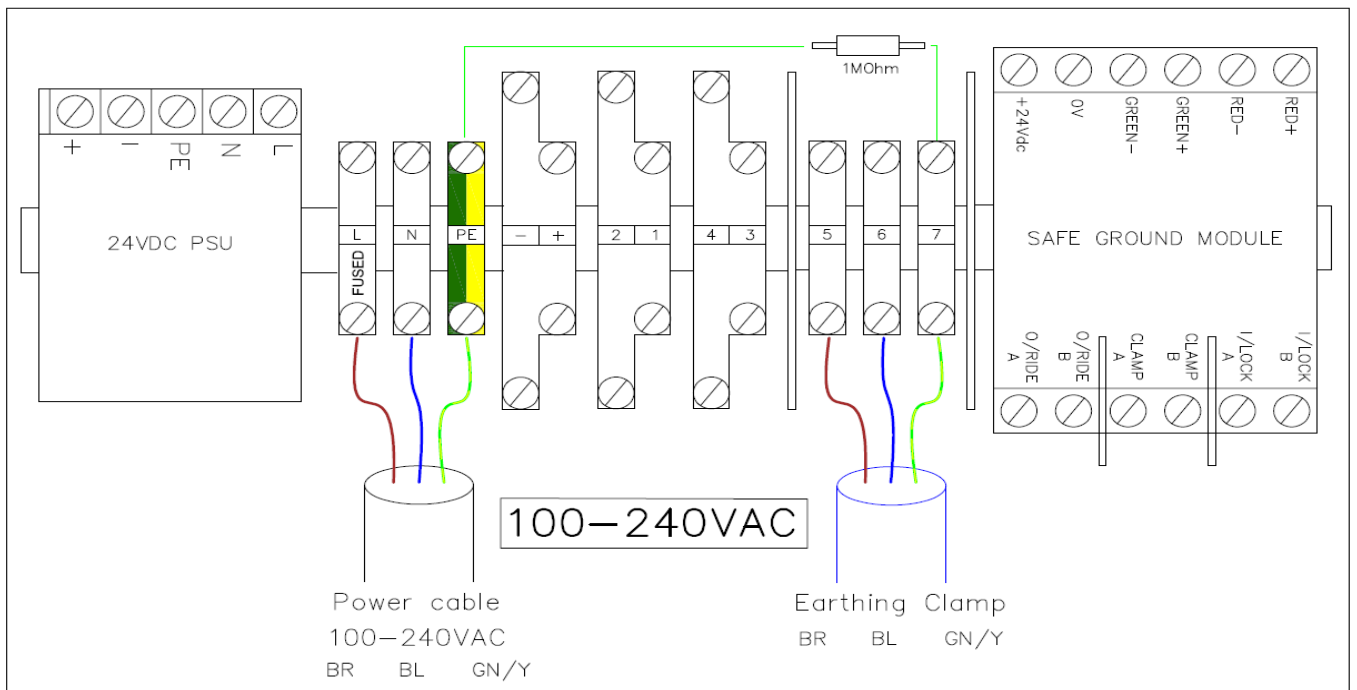 1MOhm
+ - PE N L
+24Vdc 0V GREEN- GREEN+ RED- RED+
24VDC PSU
L N PE - + 2 1 4 3 5 6 7
FUSED
SAFE GROUND MODULE
O/RIDE A
O/RIDE B
CLAMP A
CLAMP B
I/LOCK A
I/LOCK B
100-240VAC
Power cable
100-240VAC
BR BL GN/Y
Earthing Clamp
BR BL GN/Y